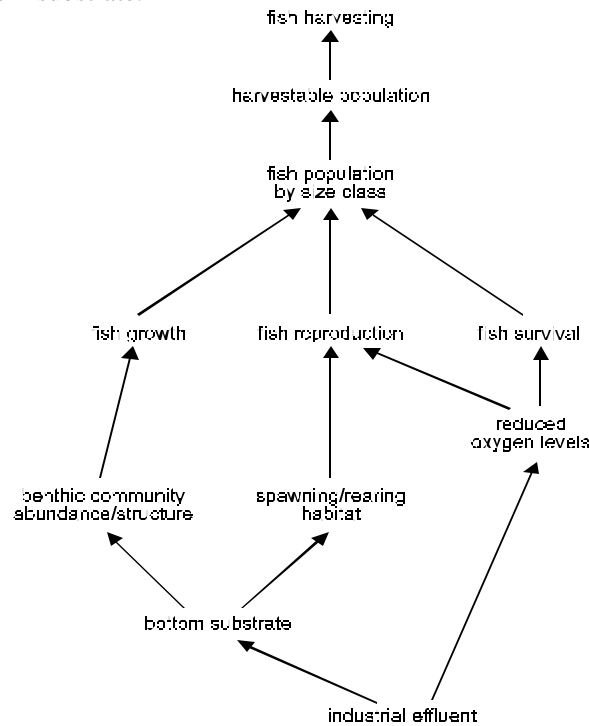 fish harvesting
harvestable population
fish population
by size class
fish growth
fish reproduction
fish survival
reduced
oxygen levels
benthic community
abundance/structure
spawning/rearing
habitat
bottom substrate
industrial effluent